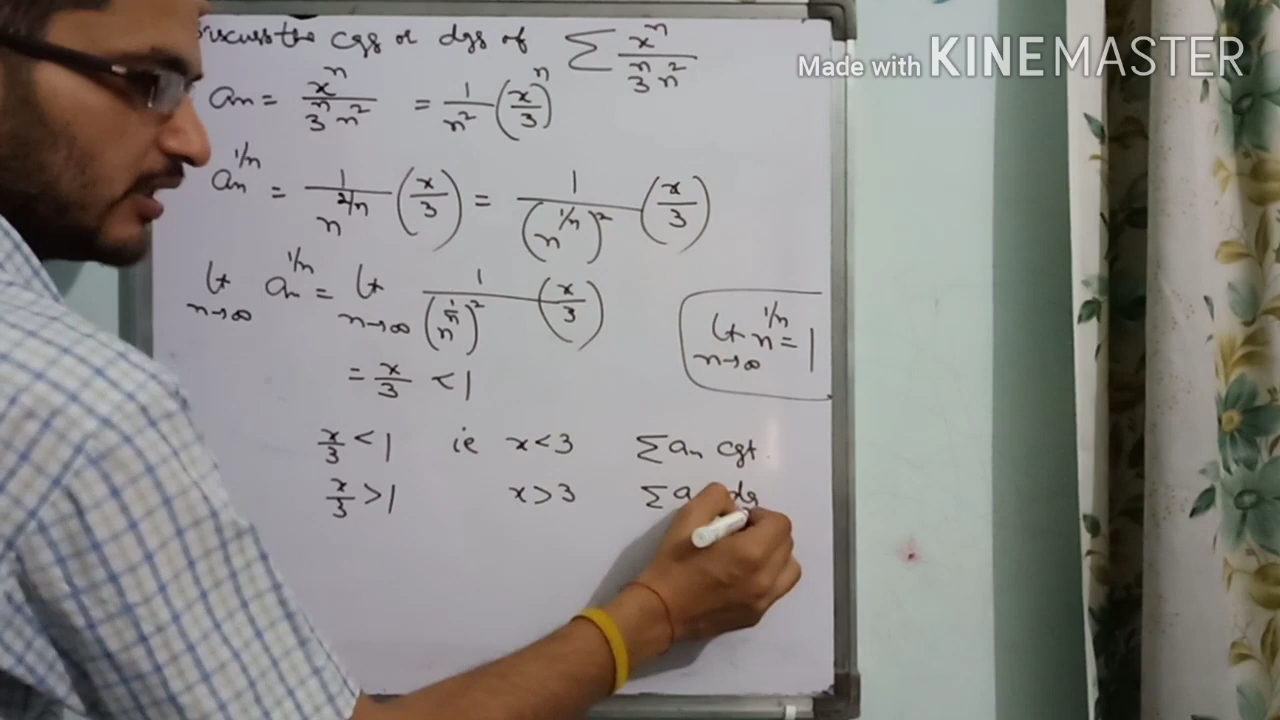 the cgs or dgs of ∑ xⁿ / 3ⁿ n²
Made with KINEMASTER
aₙ = xⁿ / 3ⁿ n² = 1/n² (x/3)ⁿ
aₙ^(1/n) = 1/n^(2/n) (x/3) = 1/(n^(1/n))² (x/3)
Lt n→∞ aₙ^(1/n) = Lt n→∞ 1/(n^(1/n))² (x/3)
Lt n→∞ n^(1/n) = 1
= x/3 < 1
x/3 < 1 ie x < 3 ∑ aₙ cgt.
x/3 > 1 x > 3 ∑ a dg